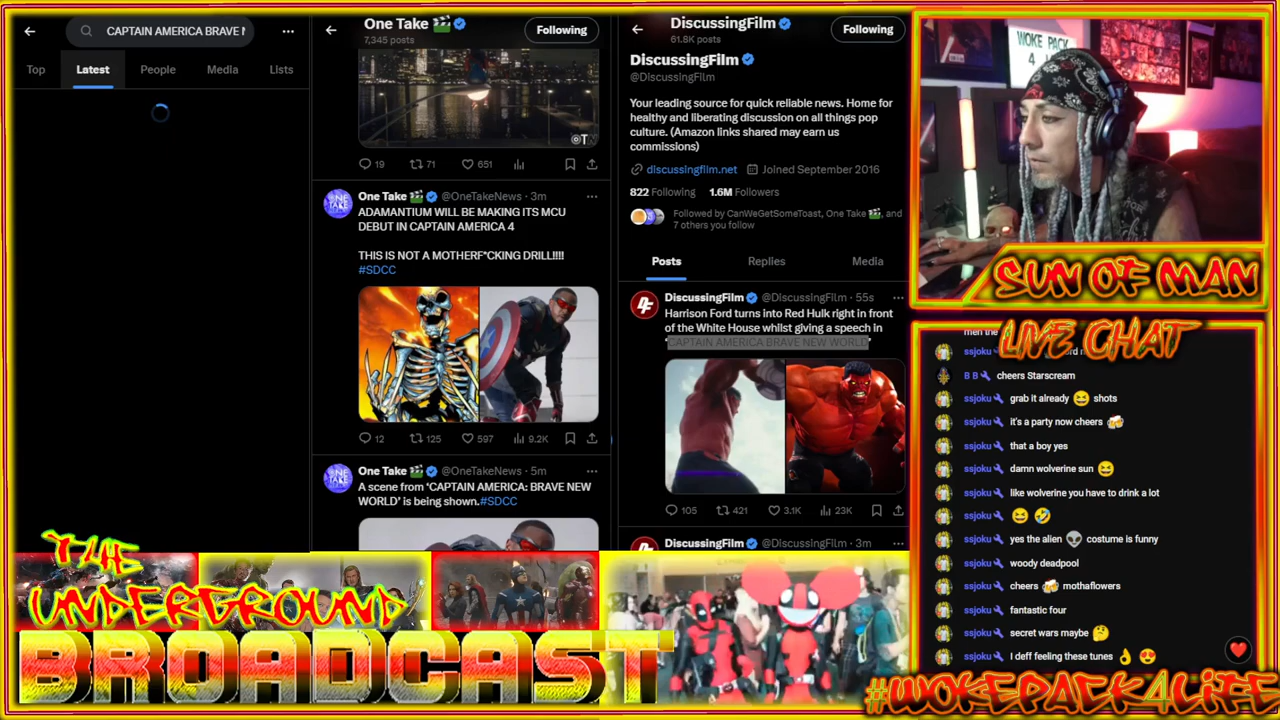 CAPTAIN AMERICA BRAVE N
Top
Latest
People
Media
Lists
One Take
7,345 posts
Following
19
71
651
One Take @OneTakeNews · 3m
ADAMANTIUM WILL BE MAKING ITS MCU
DEBUT IN CAPTAIN AMERICA 4
THIS IS NOT A MOTHERF*CKING DRILL!!!!
#SDCC
12
125
597
9.2K
One Take @OneTakeNews · 5m
A scene from ‘CAPTAIN AMERICA: BRAVE NEW
WORLD’ is being shown.#SDCC
DiscussingFilm
61.8K posts
Following
DiscussingFilm
@DiscussingFilm
Your leading source for quick reliable news. Home for
healthy and liberating discussion on all things pop
culture. (Amazon links shared may earn us
commissions)
discussingfilm.net
Joined September 2016
822 Following
1.6M Followers
Followed by CanWeGetSomeToast, One Take, and
7 others you follow
Posts
Replies
Media
DiscussingFilm @DiscussingFilm · 55s
Harrison Ford turns into Red Hulk right in front
of the White House whilst giving a speech in
‘CAPTAIN AMERICA BRAVE NEW WORLD’
105
421
3.1K
23K
DiscussingFilm @DiscussingFilm · 3m
WOKE PACK
4
SUN OF MAN
LIVE CHAT
ssjoku
B B cheers Starscream
ssjoku grab it already 😆 shots
ssjoku it's a party now cheers 🍻
ssjoku that a boy yes
ssjoku damn wolverine sun 😆
ssjoku like wolverine you have to drink a lot
ssjoku 😆 🤣
ssjoku yes the alien 👽 costume is funny
ssjoku woody deadpool
ssjoku cheers 🍻 mothaflowers
ssjoku fantastic four
ssjoku secret wars maybe 🤔
ssjoku I deff feeling these tunes 👌 😍
THE
UNDERGROUND
BROADCAST
#WOKEPACK4LIFE